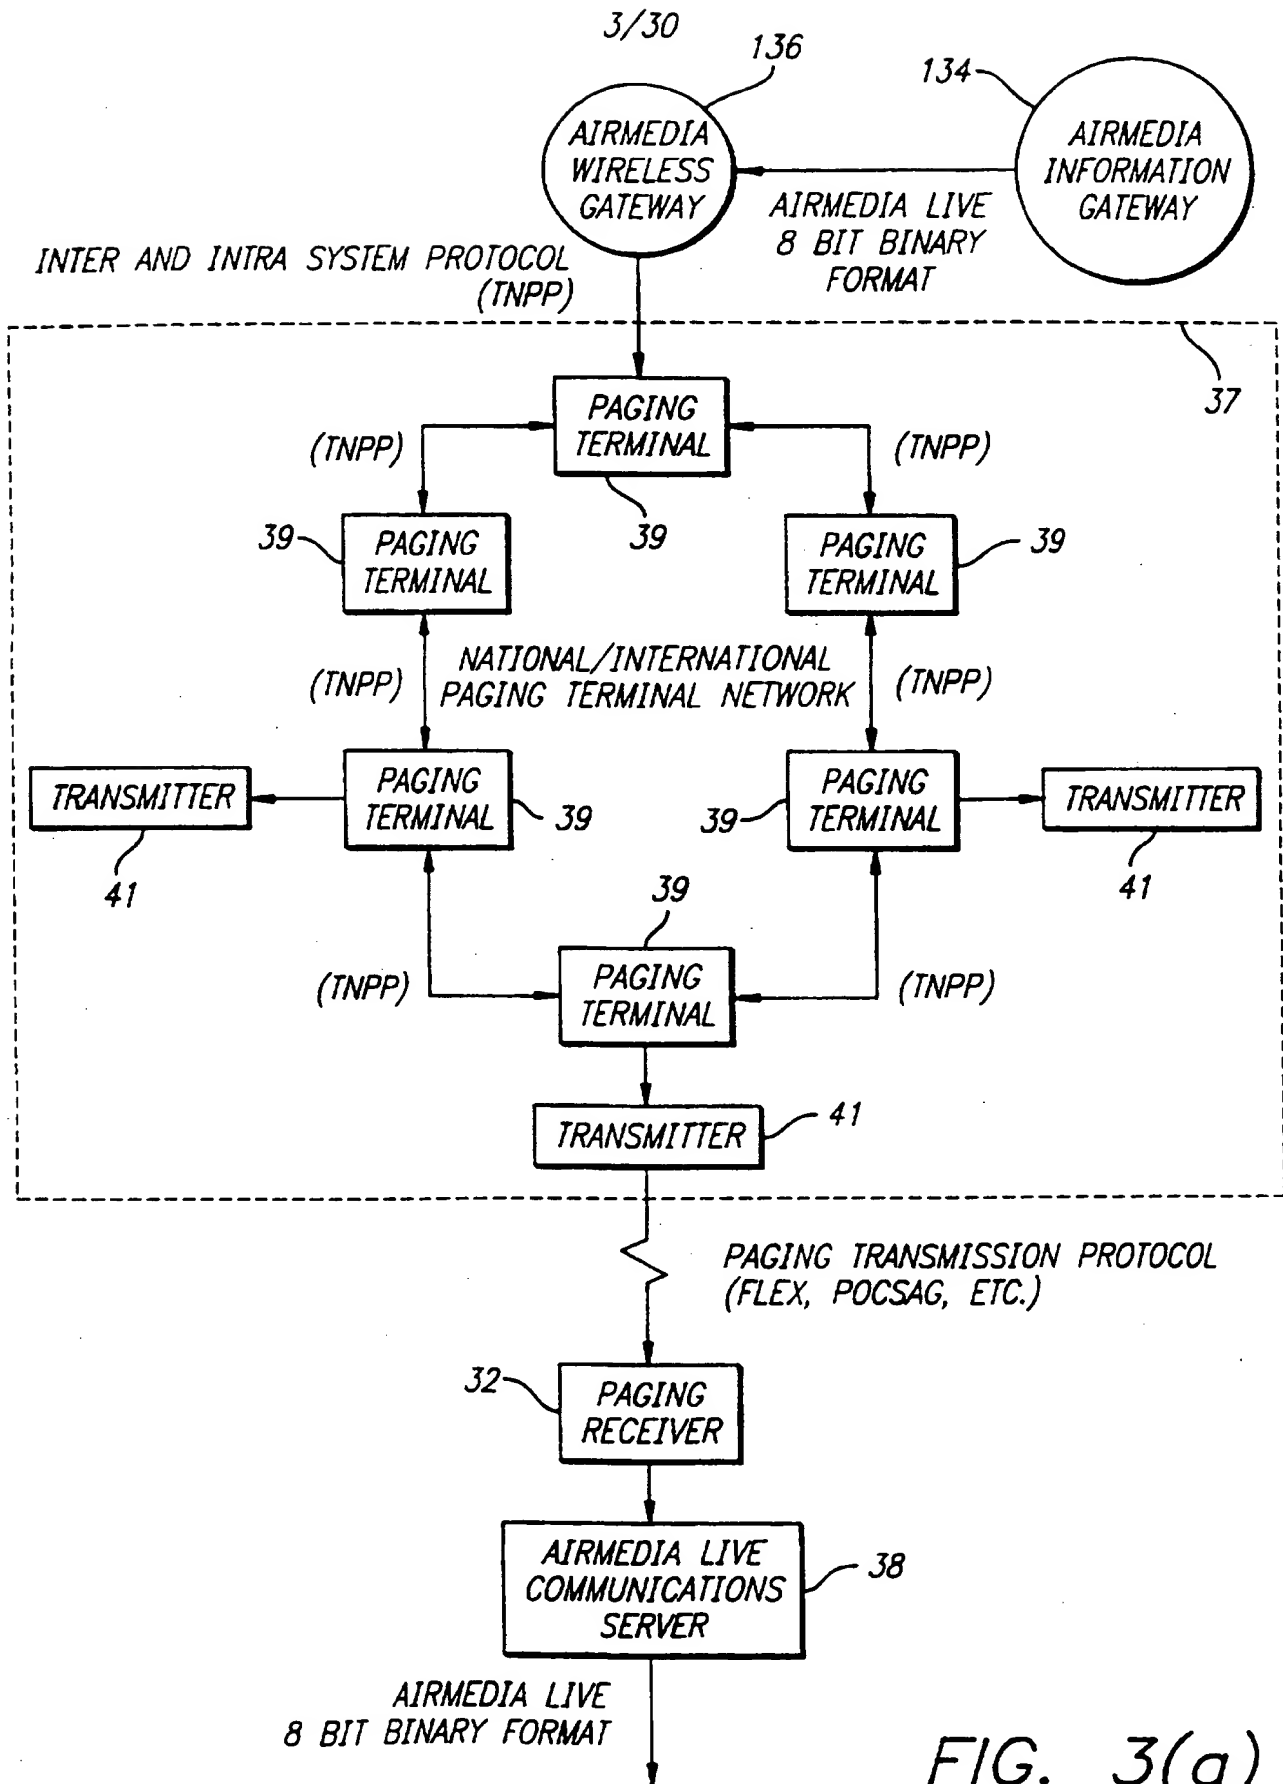 3/30
136
134
AIRMEDIA
WIRELESS
GATEWAY
AIRMEDIA
INFORMATION
GATEWAY
AIRMEDIA LIVE
8 BIT BINARY
FORMAT
INTER AND INTRA SYSTEM PROTOCOL
(TNPP)
37
PAGING
TERMINAL
(TNPP)
(TNPP)
39
39
PAGING
TERMINAL
PAGING
TERMINAL
39
(TNPP)
NATIONAL/INTERNATIONAL
PAGING TERMINAL NETWORK
(TNPP)
TRANSMITTER
41
PAGING
TERMINAL
39
39
PAGING
TERMINAL
TRANSMITTER
41
39
(TNPP)
PAGING
TERMINAL
(TNPP)
TRANSMITTER
41
PAGING TRANSMISSION PROTOCOL
(FLEX, POCSAG, ETC.)
32
PAGING
RECEIVER
AIRMEDIA LIVE
COMMUNICATIONS
SERVER
38
AIRMEDIA LIVE
8 BIT BINARY FORMAT
FIG. 3(a)